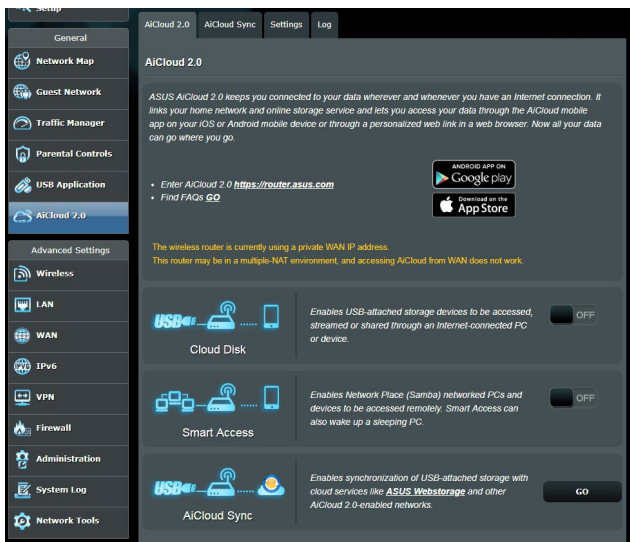 Setup
General
Network Map
Guest Network
Traffic Manager
Parental Controls
USB Application
AiCloud 2.0
Advanced Settings
Wireless
LAN
WAN
IPv6
VPN
Firewall
Administration
System Log
Network Tools
AiCloud 2.0 AiCloud Sync Settings Log
AiCloud 2.0
ASUS AiCloud 2.0 keeps you connected to your data wherever and whenever you have an Internet connection. It
links your home network and online storage service and lets you access your data through the AiCloud mobile
app on your iOS or Android mobile device or through a personalized web link in a web browser. Now all your data
can go where you go.
• Enter AiCloud 2.0 https://router.asus.com
• Find FAQs GO
ANDROID APP ON
Google play
Download on the
App Store
The wireless router is currently using a private WAN IP address.
This router may be in a multiple-NAT environment, and accessing AiCloud from WAN does not work.
USB
Cloud Disk
Enables USB-attached storage devices to be accessed,
streamed or shared through an Internet-connected PC
or device.
OFF
Smart Access
Enables Network Place (Samba) networked PCs and
devices to be accessed remotely. Smart Access can
also wake up a sleeping PC.
OFF
USB
AiCloud Sync
Enables synchronization of USB-attached storage with
cloud services like ASUS Webstorage and other
AiCloud 2.0-enabled networks.
GO